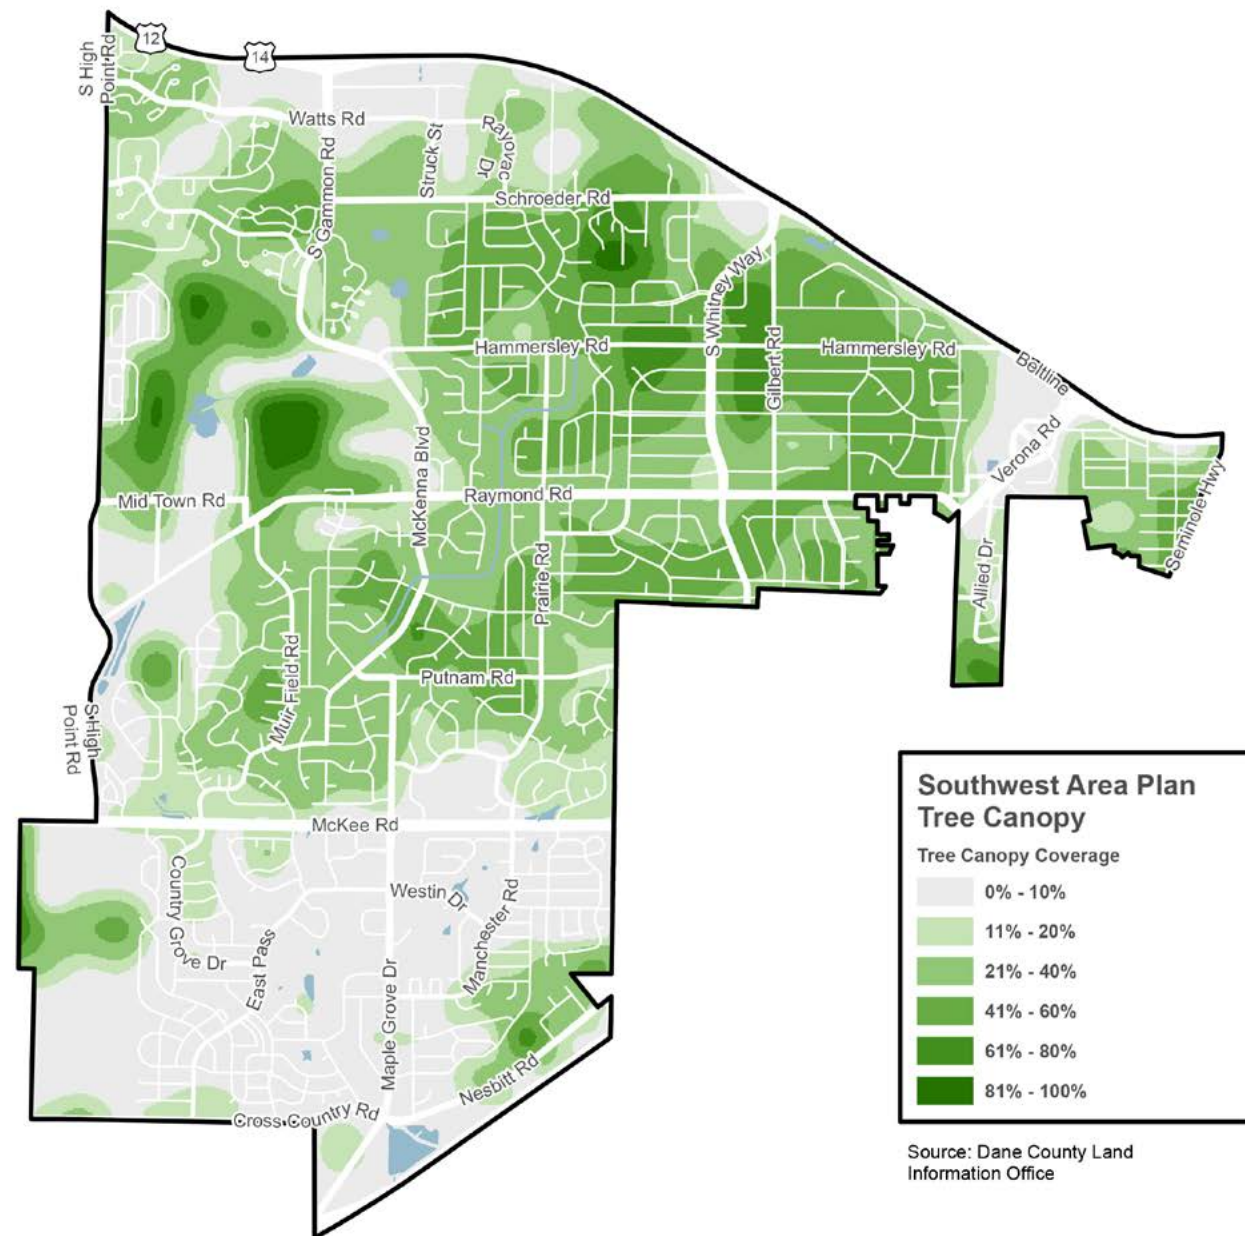 12
14
S High
Point Rd
Watts Rd
Rayovac
Dr
Struck St
S Gammon Rd
Schroeder Rd
S Whitney Way
Gilbert Rd
Hammersley Rd
Hammersley Rd
Beltline
Verona Rd
Seminole Hwy
McKenna Blvd
Mid Town Rd
Raymond Rd
Allied Dr
Prairie Rd
Muir Field Rd
Putnam Rd
S High
Point Rd
McKee Rd
Country Grove Dr
Westin Dr
Manchester Rd
East Pass
Maple Grove Dr
Nesbitt Rd
Cross Country Rd
Southwest Area Plan
Tree Canopy
Tree Canopy Coverage
0% - 10%
11% - 20%
21% - 40%
41% - 60%
61% - 80%
81% - 100%
Source: Dane County Land
Information Office